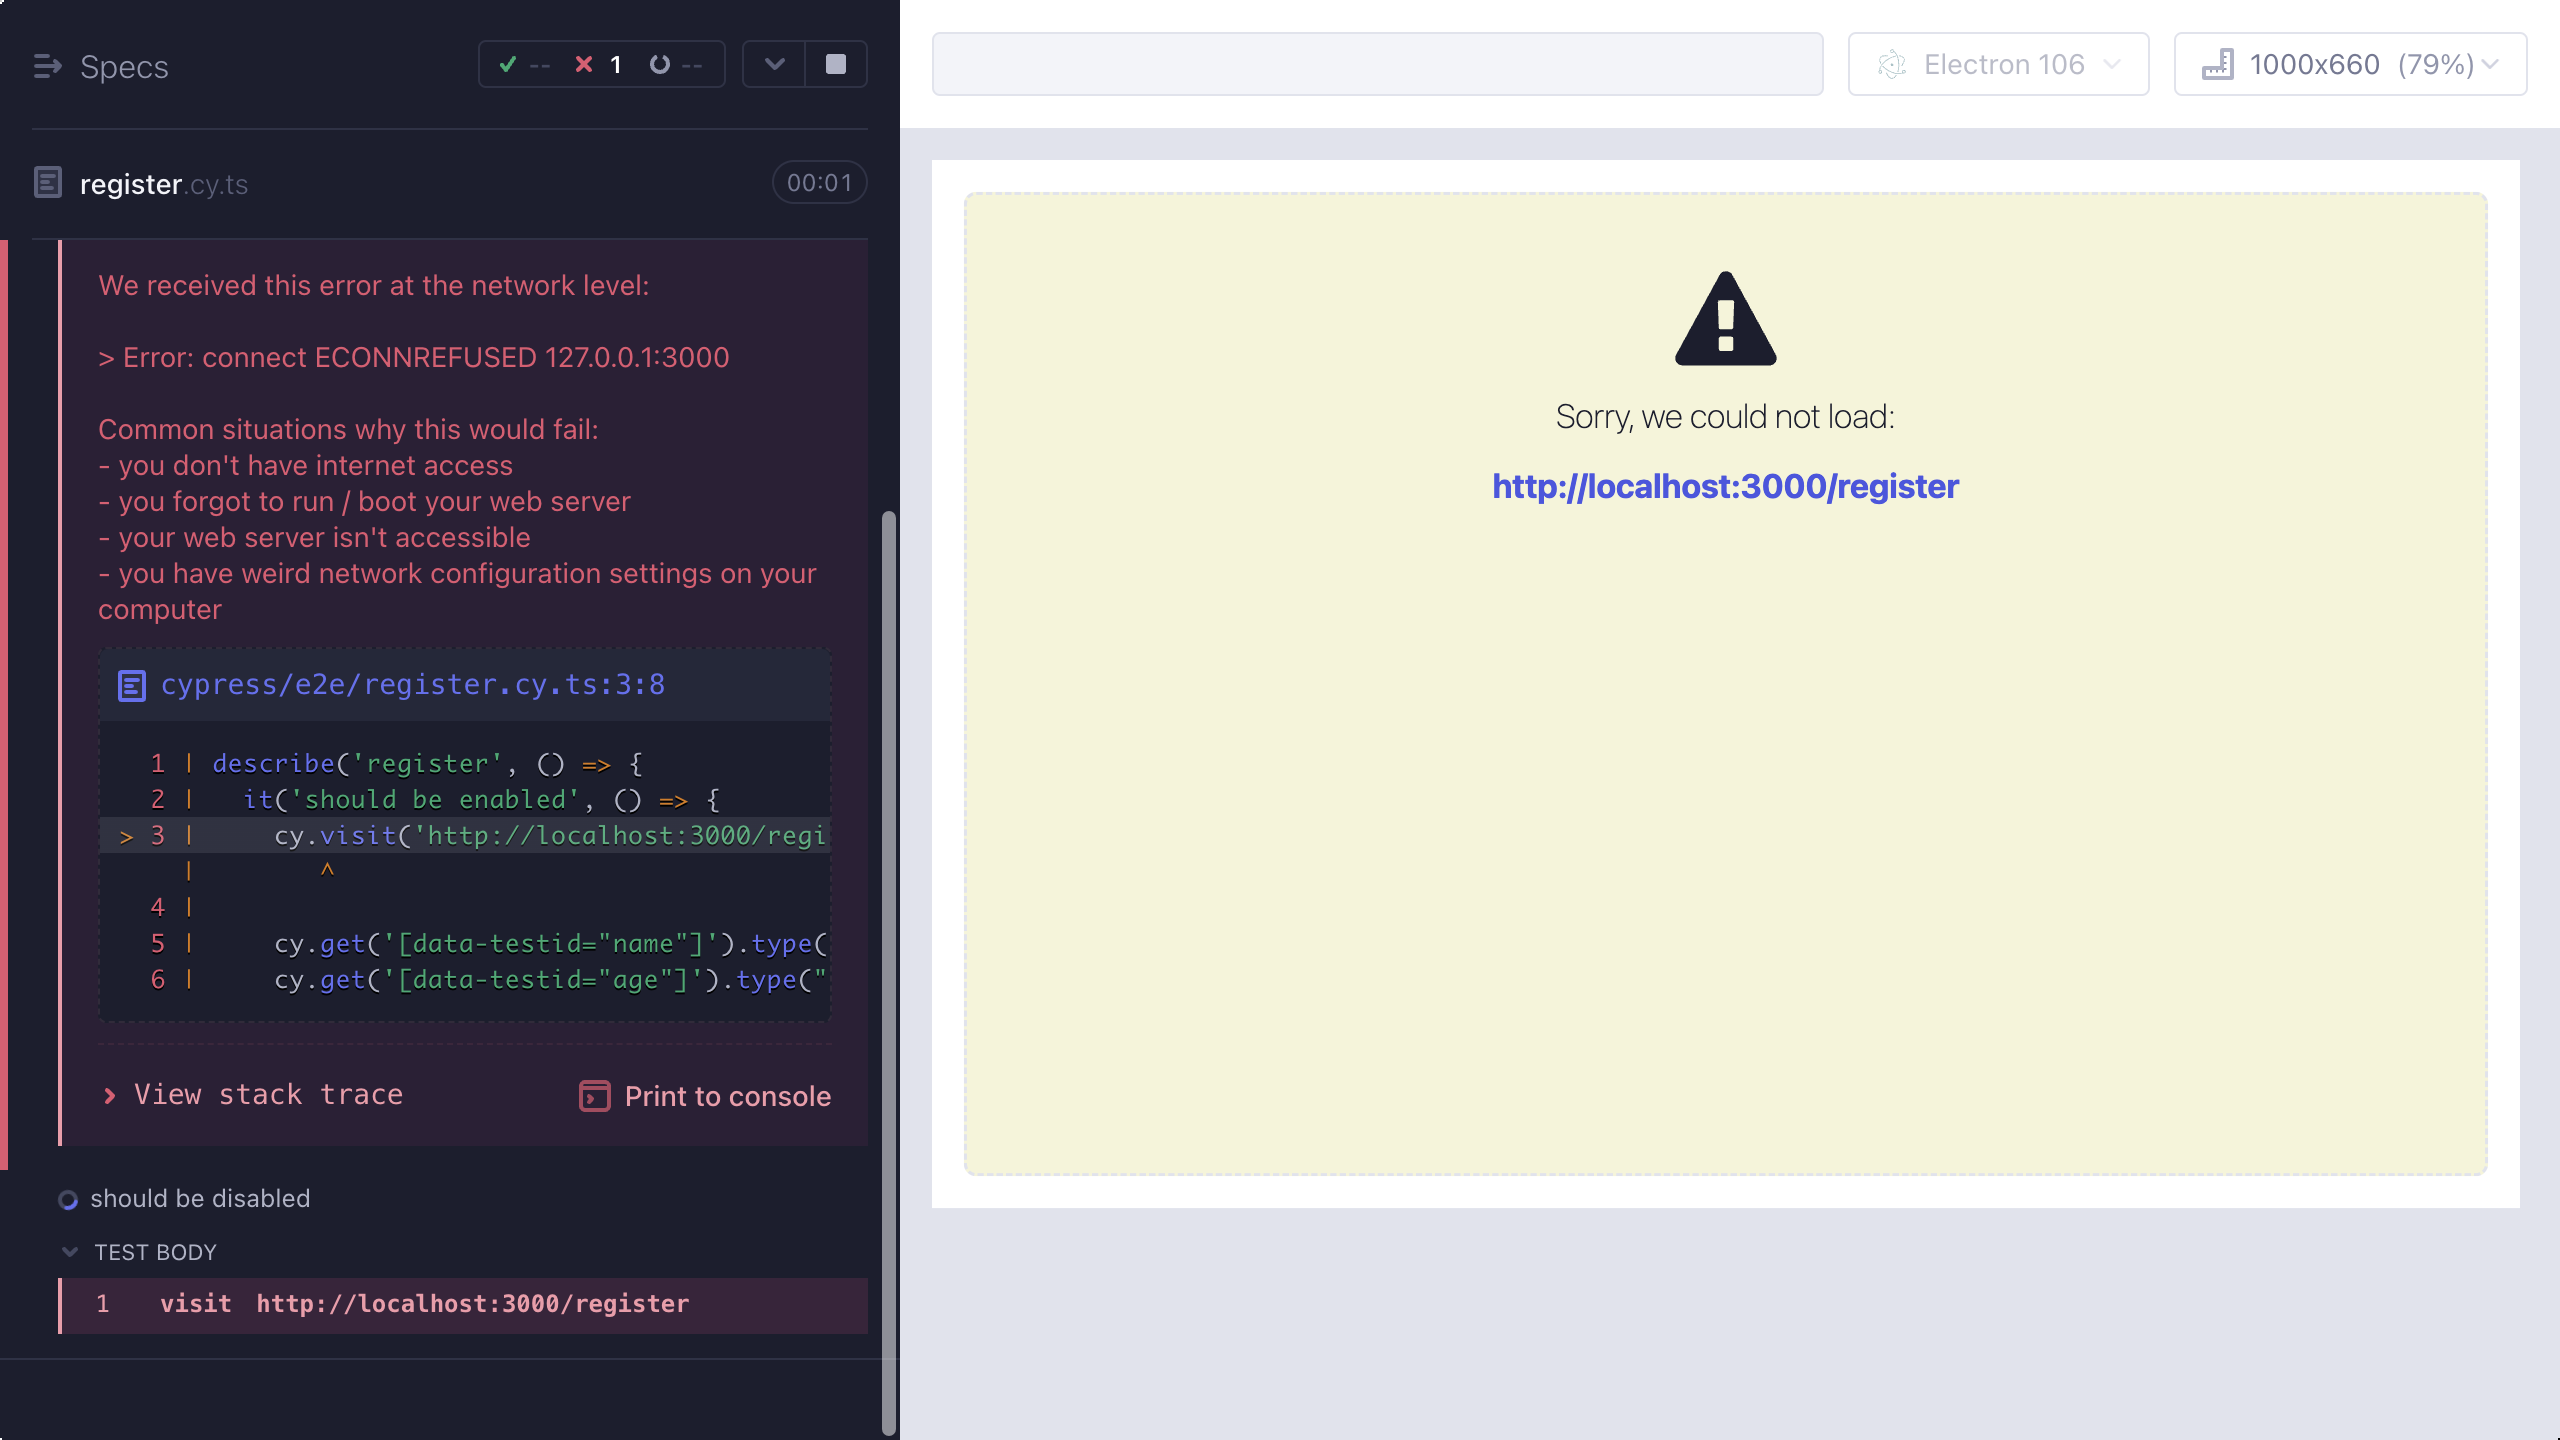 Specs
-- 1 --
register.cy.ts
00:01
We received this error at the network level:
> Error: connect ECONNREFUSED 127.0.0.1:3000
Common situations why this would fail:
- you don't have internet access
- you forgot to run / boot your web server
- your web server isn't accessible
- you have weird network configuration settings on your
computer
cypress/e2e/register.cy.ts:3:8
1 | describe('register', () => {
2 |   it('should be enabled', () => {
> 3 |     cy.visit('http://localhost:3000/regi
|        ^
4 |
5 |     cy.get('[data-testid="name"]').type(
6 |     cy.get('[data-testid="age"]').type("
View stack trace
Print to console
should be disabled
TEST BODY
1 visit http://localhost:3000/register
Electron 106
1000x660 (79%)
Sorry, we could not load:
http://localhost:3000/register